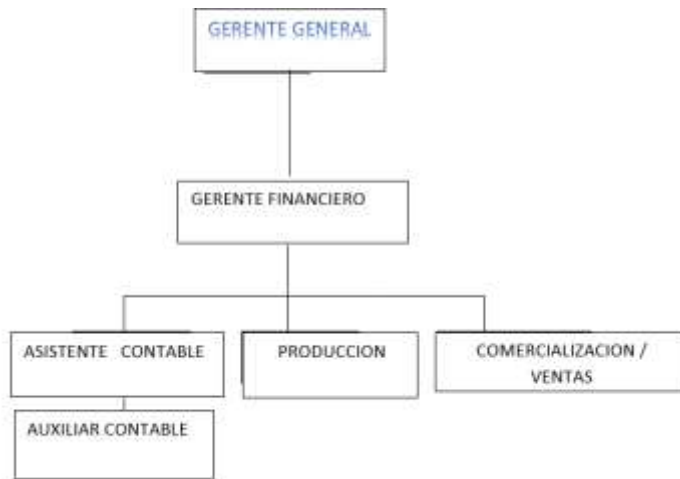 GERENTE GENERAL
GERENTE FINANCIERO
ASISTENTE CONTABLE
PRODUCCION
COMERCIALIZACION /
VENTAS
AUXILIAR CONTABLE